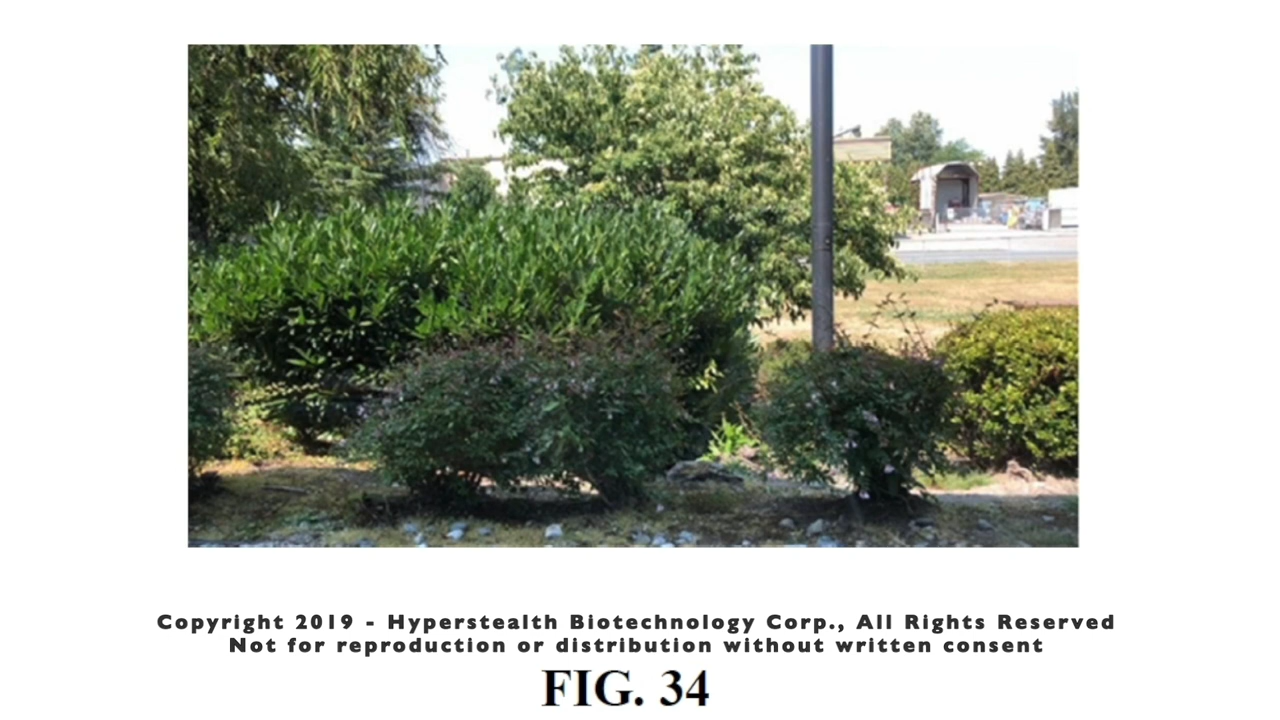 Copyright 2019 - Hyperstealth Biotechnology Corp., All Rights Reserved
Not for reproduction or distribution without written consent
FIG. 34